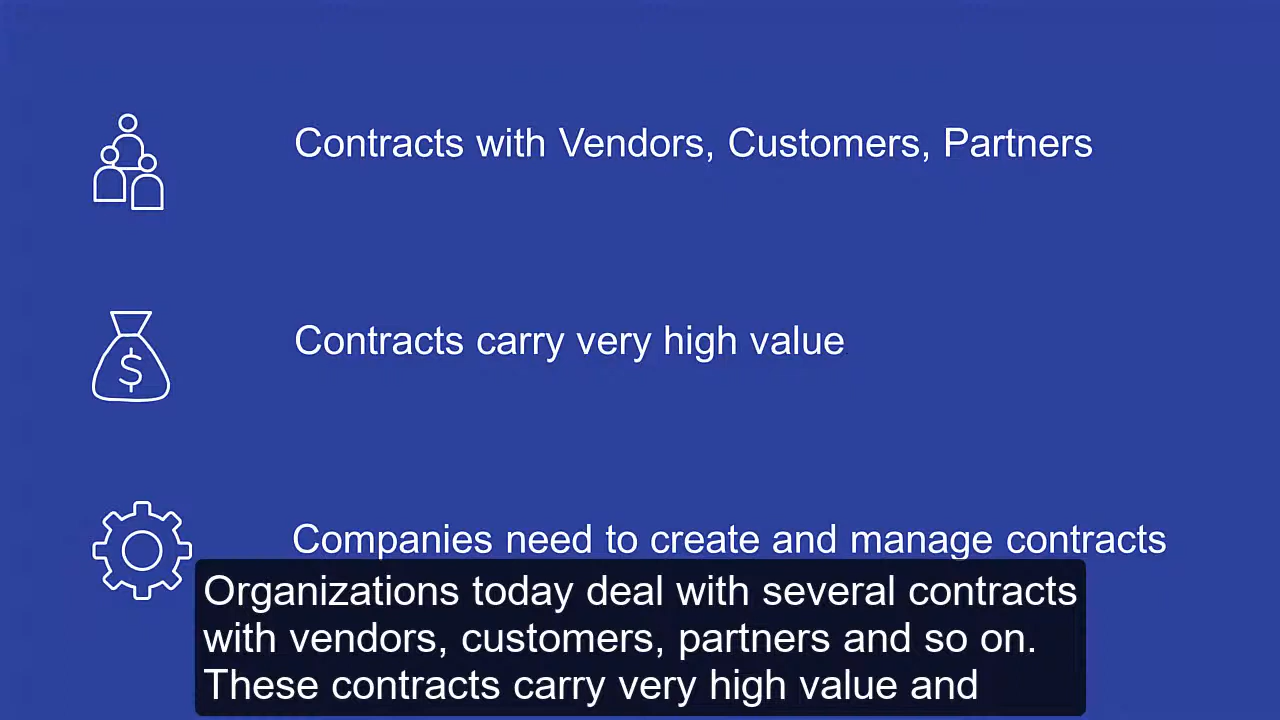 Contracts with Vendors, Customers, Partners
$
Contracts carry very high value
Companies need to create and manage contracts
Organizations today deal with several contracts
with vendors, customers, partners and so on.
These contracts carry very high value and